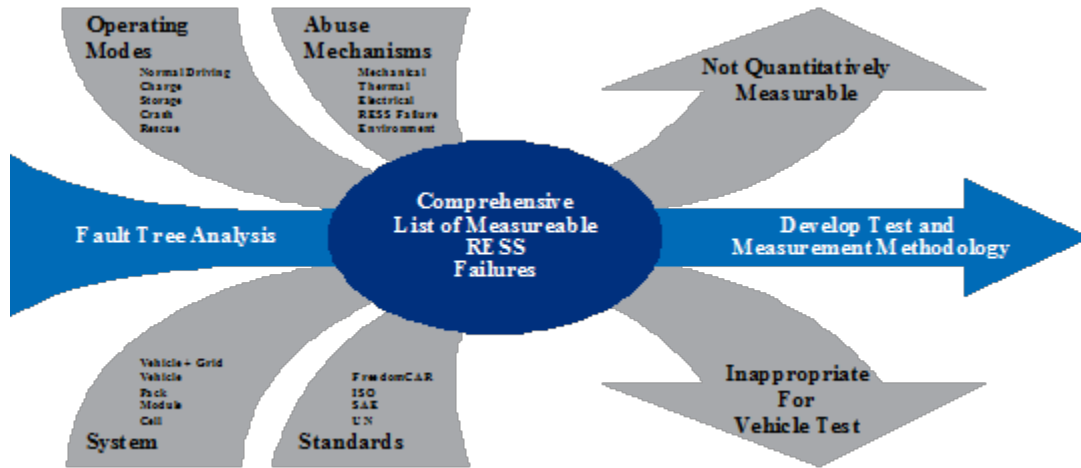 Operating
Modes
Normal Driving
Charge
Storage
Crash
Rescue
Abuse
Mechanisms
Mechanical
Thermal
Electrical
RESS Failure
Environment
Not Quantitatively
Measurable
Fault Tree Analysis
Comprehensive
List of Measureable
RESS
Failures
Develop Test and
Measurement Methodology
Vehicle + Grid
Vehicle
Pack
Module
Cell
System
FreedomCAR
ISO
SAE
UN
Standards
Inappropriate
For
Vehicle Test